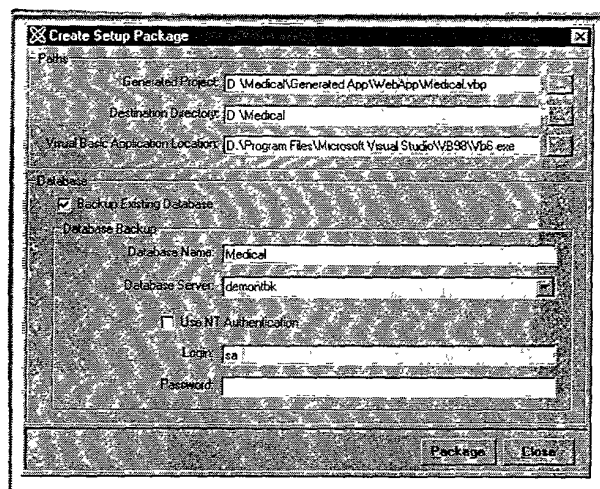 Create Setup Package
Paths
Generated Project: D:\Medical\Generated App\WebApp\Medical.vbp
Destination Directory: D:\Medical
Visual Basic Application Location: D:\Program Files\Microsoft Visual Studio\VB98\Vb6.exe
Database
Backup Existing Database
Database Backup
Database Name: Medical
Database Server: demontbk
Use NT Authentication
Login: sa
Password:
Package Close